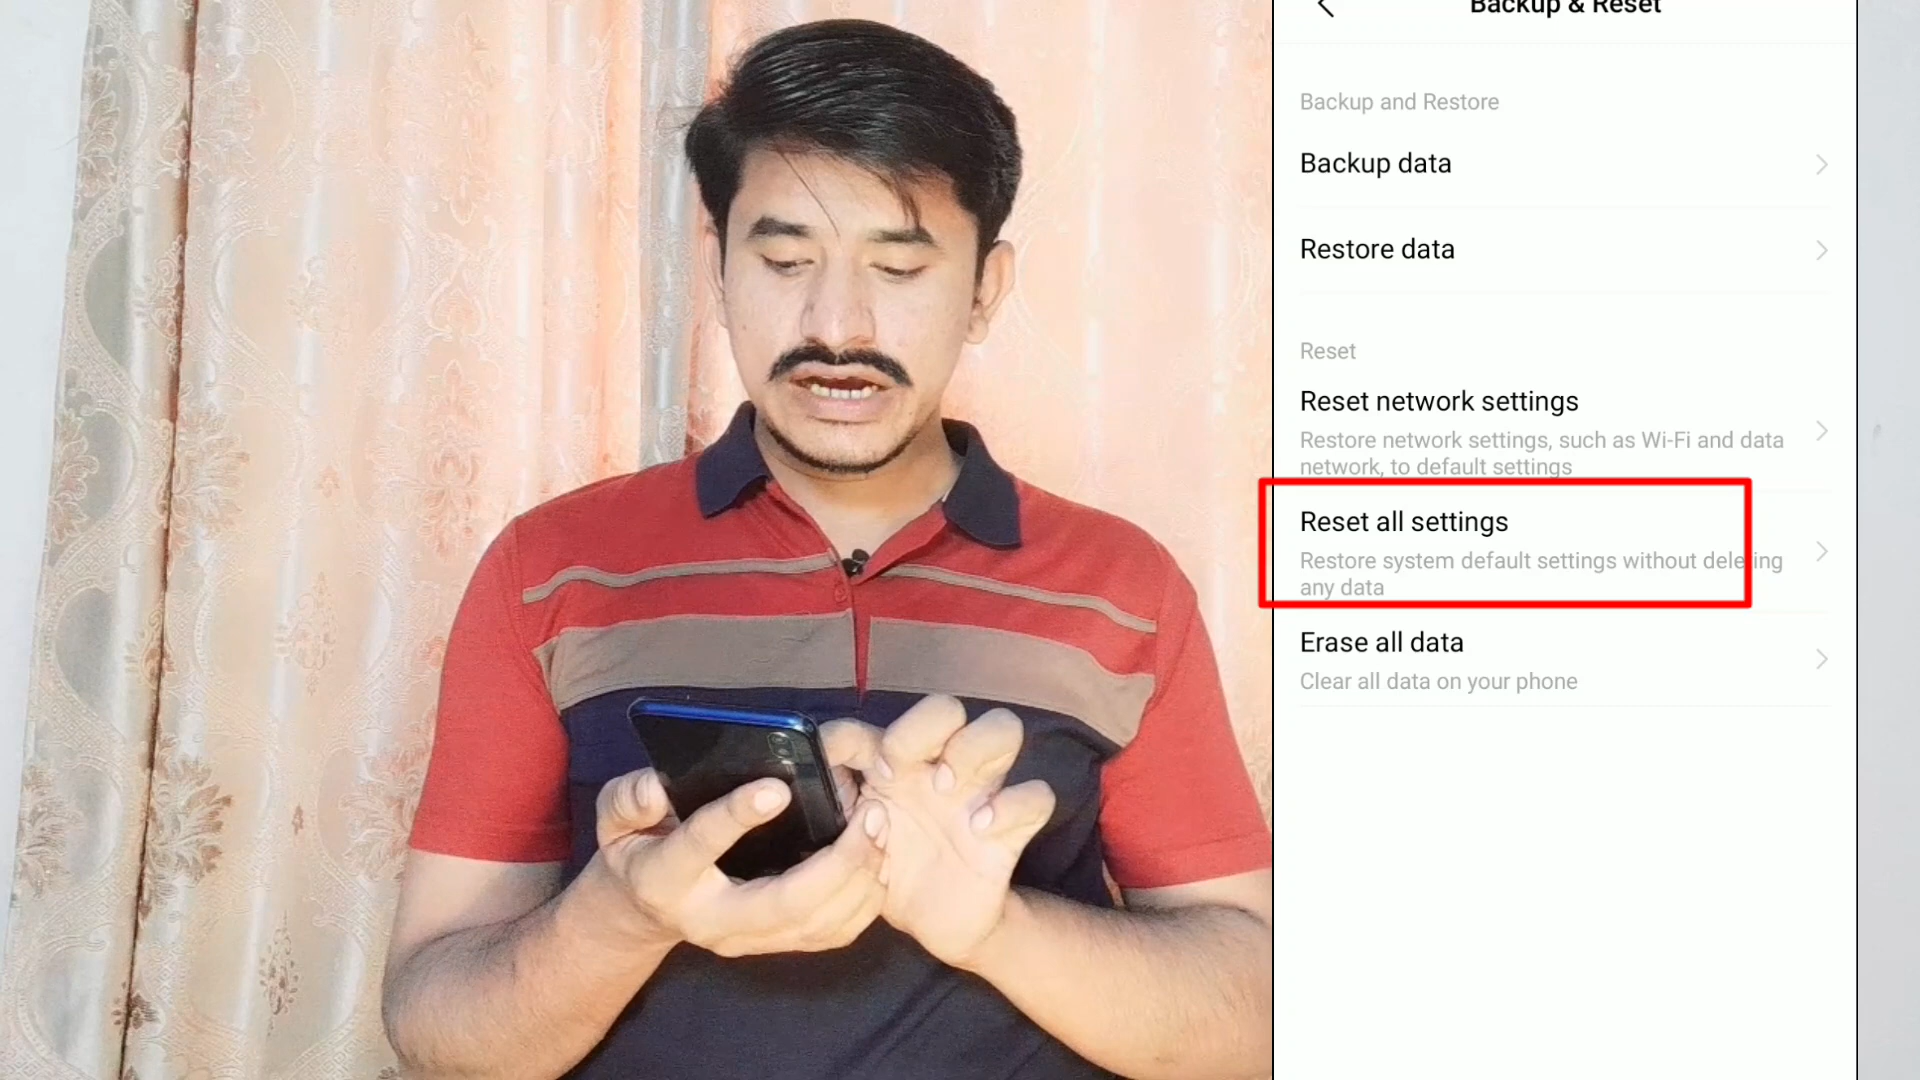 Backup & Reset
Backup and Restore
Backup data
Restore data
Reset
Reset network settings
Restore network settings, such as Wi-Fi and data
network, to default settings
Reset all settings
Restore system default settings without deleting
any data
Erase all data
Clear all data on your phone